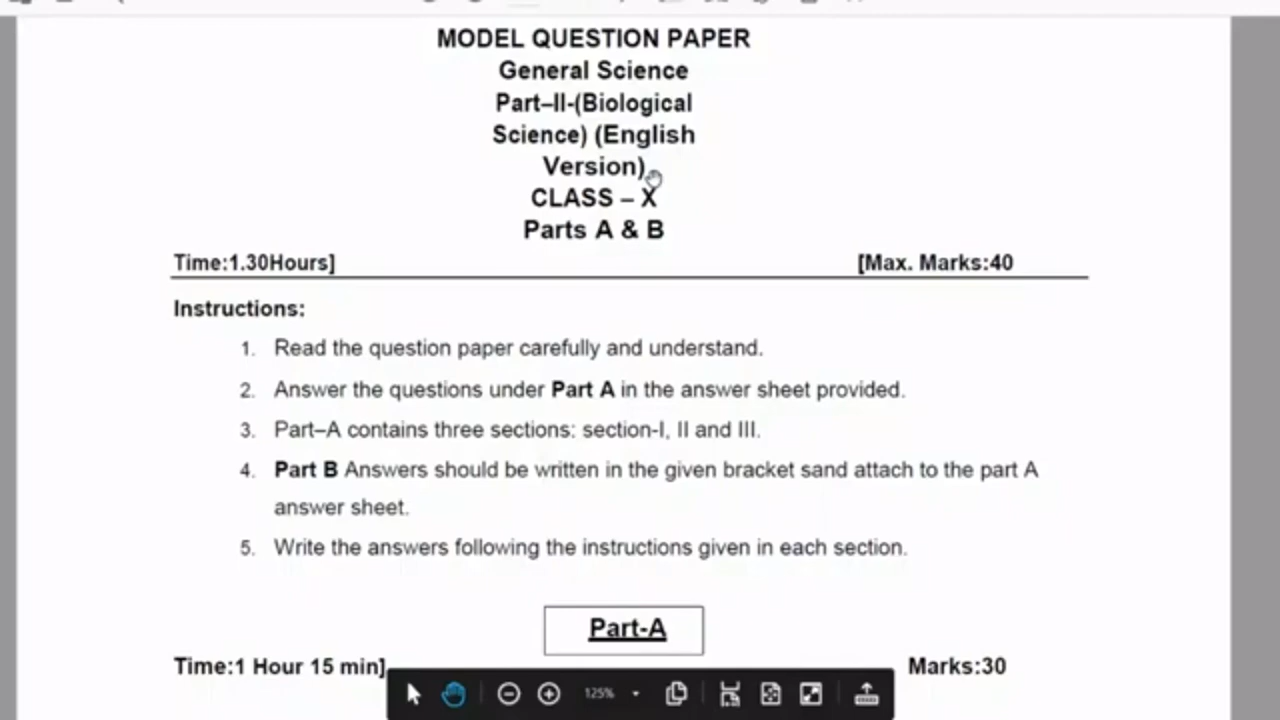 MODEL QUESTION PAPER
General Science
Part–II-(Biological
Science) (English
Version)
CLASS – X
Parts A & B
Time:1.30Hours] [Max. Marks:40
Instructions:
1. Read the question paper carefully and understand.
2. Answer the questions under Part A in the answer sheet provided.
3. Part–A contains three sections: section-I, II and III.
4. Part B Answers should be written in the given bracket sand attach to the part A
answer sheet.
5. Write the answers following the instructions given in each section.
Part-A
Time:1 Hour 15 min] Marks:30
125%